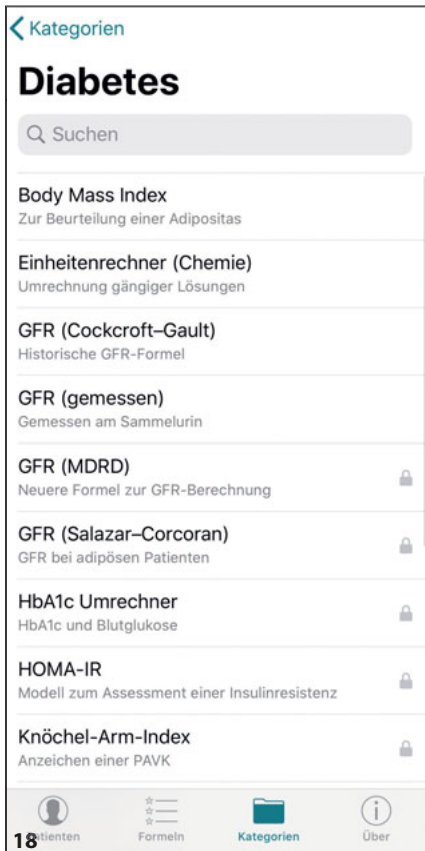 Kategorien
Diabetes
Suchen
Body Mass Index
Zur Beurteilung einer Adipositas
Einheitenrechner (Chemie)
Umrechnung gängiger Lösungen
GFR (Cockcroft–Gault)
Historische GFR-Formel
GFR (gemessen)
Gemessen am Sammelurin
GFR (MDRD)
Neuere Formel zur GFR-Berechnung
GFR (Salazar–Corcoran)
GFR bei adipösen Patienten
HbA1c Umrechner
HbA1c und Blutglukose
HOMA-IR
Modell zum Assessment einer Insulinresistenz
Knöchel-Arm-Index
Anzeichen einer PAVK
18 atienten Formeln Kategorien Über